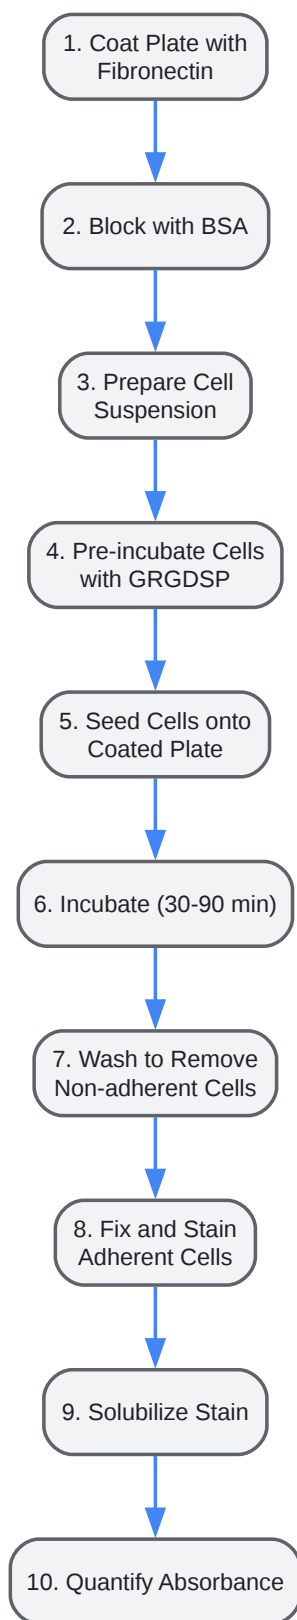 1. Coat Plate with
Fibronectin
2. Block with BSA
3. Prepare Cell
Suspension
4. Pre-incubate Cells
with GRGDSP
5. Seed Cells onto
Coated Plate
6. Incubate (30-90 min)
7. Wash to Remove
Non-adherent Cells
8. Fix and Stain
Adherent Cells
9. Solubilize Stain
10. Quantify Absorbance